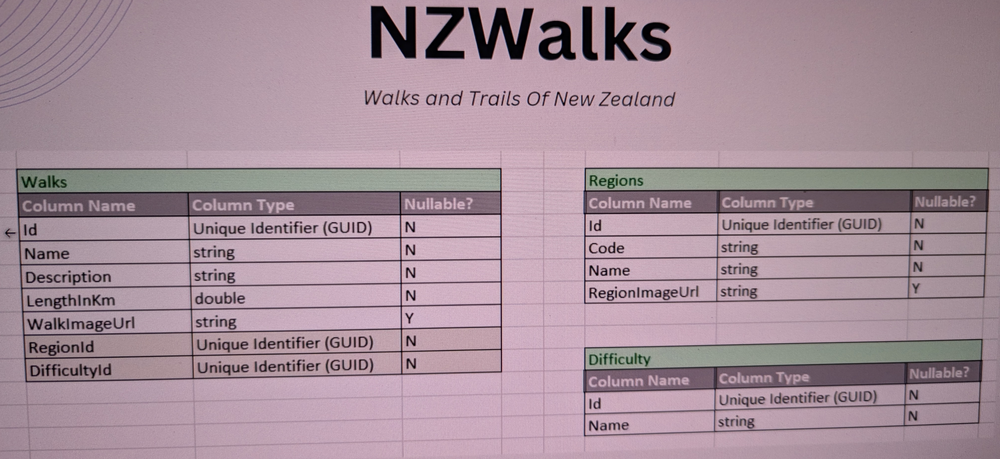 NZWalks
Walks and Trails Of New Zealand
Walks
Column Name Column Type Nullable?
Id Unique Identifier (GUID) N
Name string N
Description string N
LengthInKm double N
WalkImageUrl string Y
RegionId Unique Identifier (GUID) N
DifficultyId Unique Identifier (GUID) N
Regions
Column Name Column Type Nullable?
Id Unique Identifier (GUID) N
Code string N
Name string N
RegionImageUrl string Y
Difficulty
Column Name Column Type Nullable?
Id Unique Identifier (GUID) N
Name string N